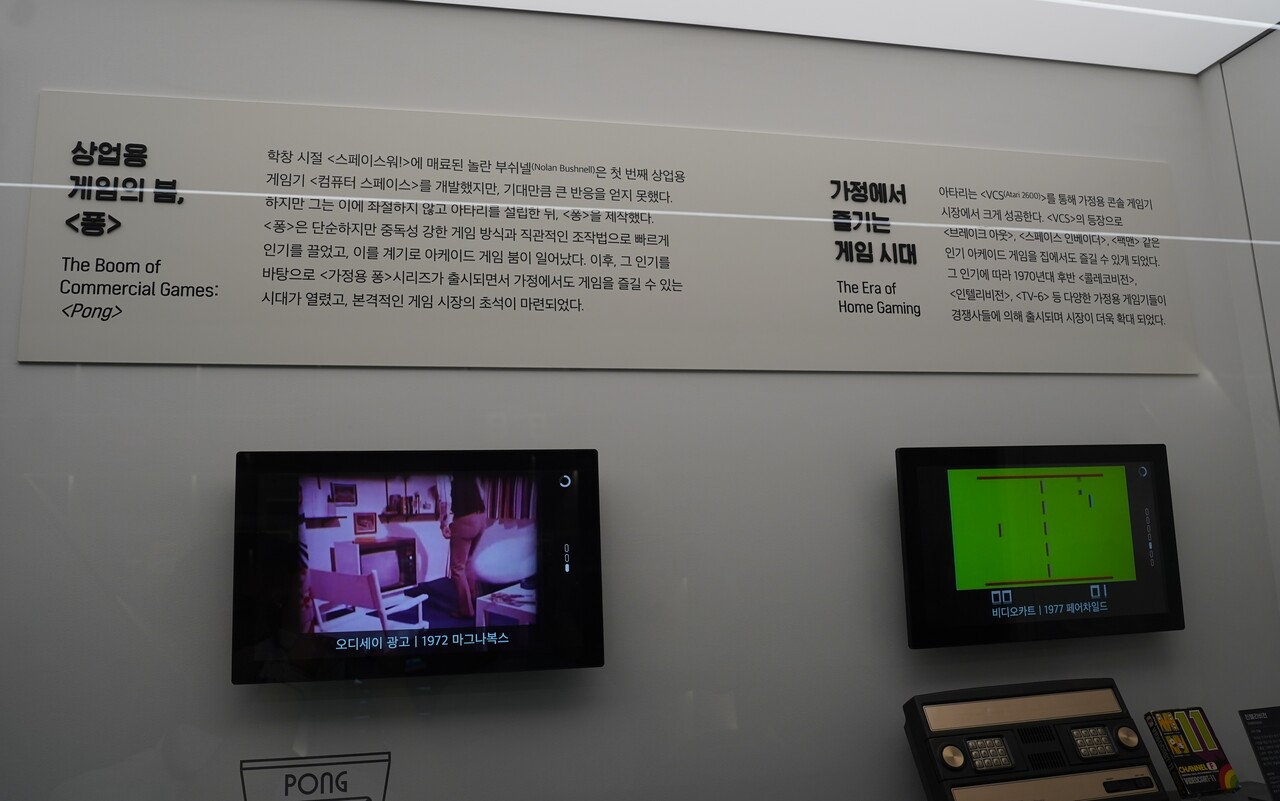 상업용
게임의 붐,
<퐁>
The Boom of
Commercial Games:
<Pong>
학창 시절 <스페이스워!>에 매료된 놀란 부쉬넬(Nolan Bushnell)은 첫 번째 상업용
게임기 <컴퓨터 스페이스>를 개발했지만, 기대만큼 큰 반응을 얻지 못했다.
하지만 그는 이에 좌절하지 않고 아타리를 설립한 뒤, <퐁>을 제작했다.
<퐁>은 단순하지만 중독성 강한 게임 방식과 직관적인 조작법으로 빠르게
인기를 끌었고, 이를 계기로 아케이드 게임 붐이 일어났다. 이후, 그 인기를
바탕으로 <가정용 퐁>시리즈가 출시되면서 가정에서도 게임을 즐길 수 있는
시대가 열렸고, 본격적인 게임 시장의 초석이 마련되었다.
가정에서
즐기는
게임 시대
The Era of
Home Gaming
아타리는 <VCS(Atari 2600)>를 통해 가정용 콘솔 게임기
시장에서 크게 성공한다. <VCS>의 등장으로
<브레이크 아웃>, <스페이스 인베이더>, <팩맨> 같은
인기 아케이드 게임을 집에서도 즐길 수 있게 되었다.
그 인기에 따라 1970년대 후반 <콜레코비전>,
<인텔리비전>, <TV-6> 등 다양한 가정용 게임기들이
경쟁사들에 의해 출시되며 시장이 더욱 확대 되었다.
오디세이 광고 | 1972 마그나복스
비디오카트 | 1977 페어차일드
PONG
11
CHANNEL F
VIDEOCART-11